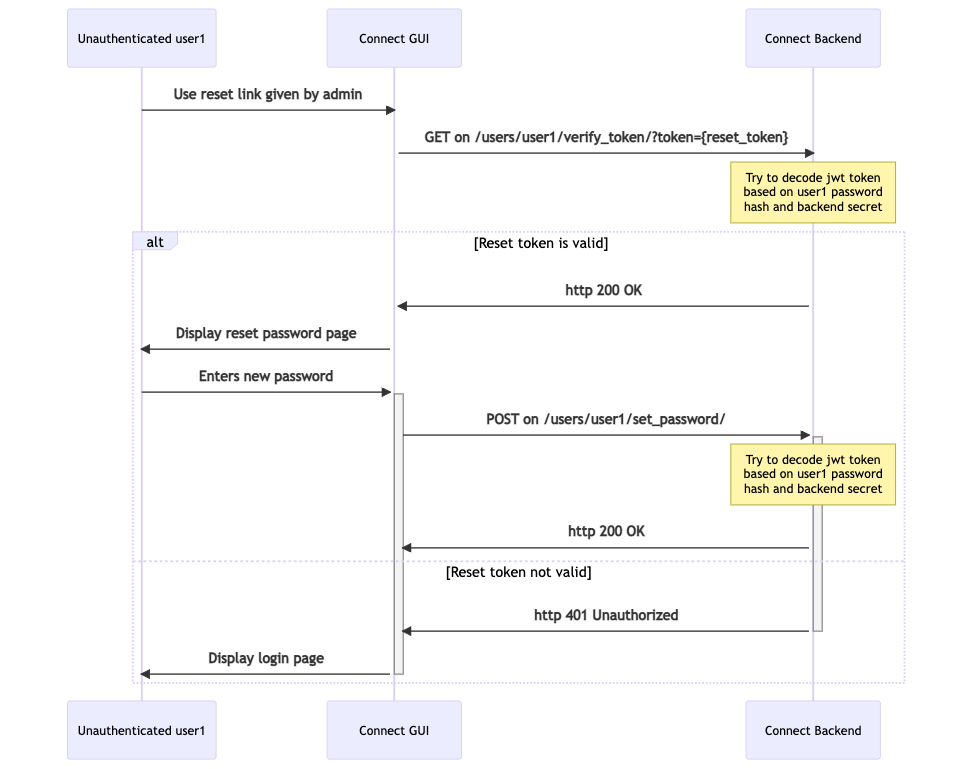 Unauthenticated user1
Connect GUI
Connect Backend
Use reset link given by admin
GET on /users/user1/verify_token/?token={reset_token}
Try to decode jwt token
based on user1 password
hash and backend secret
alt
[Reset token is valid]
http 200 OK
Display reset password page
Enters new password
POST on /users/user1/set_password/
Try to decode jwt token
based on user1 password
hash and backend secret
http 200 OK
[Reset token not valid]
http 401 Unauthorized
Display login page
Unauthenticated user1
Connect GUI
Connect Backend